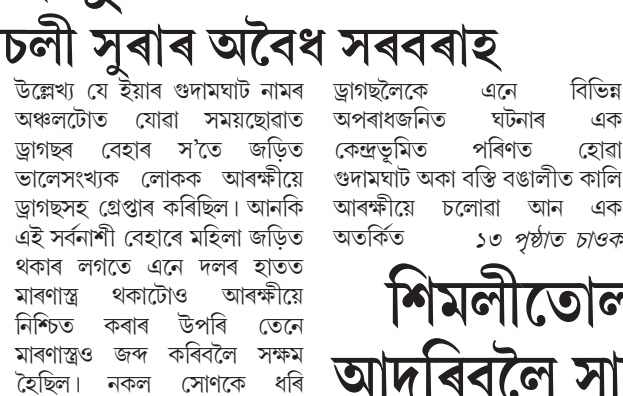 চলী সুৰাৰ অবৈধ সৰবৰাহ
উল্লেখ্য যে ইয়াৰ গুদামঘাট নামৰ
অঞ্চলটোত যোৱা সময়ছোৱাত
ড্ৰাগছৰ বেহাৰ স’তে জড়িত
ভালেসংখ্যক লোকক আৰক্ষীয়ে
ড্ৰাগছসহ গ্ৰেপ্তাৰ কৰিছিল। আনকি
এই সৰ্বনাশী বেহাৰে মহিলা জড়িত
থকাৰ লগতে এনে দলৰ হাতত
মাৰণাস্ত্ৰ থকাটোও আৰক্ষীয়ে
নিশ্চিত কৰাৰ উপৰি তেনে
মাৰণাস্ত্ৰও জব্দ কৰিবলৈ সক্ষম
হৈছিল। নকল সোণকে ধৰি
ড্ৰাগছলৈকে এনে বিভিন্ন
অপৰাধজনিত ঘটনাৰ এক
কেন্দ্ৰভূমিত পৰিণত হোৱা
গুদামঘাট অকা বস্তি বঙালীত কালি
আৰক্ষীয়ে চলোৱা আন এক
অতৰ্কিত ১৩ পৃষ্ঠাত চাওক
শিমলীতোল
আদৰিবলৈ সা